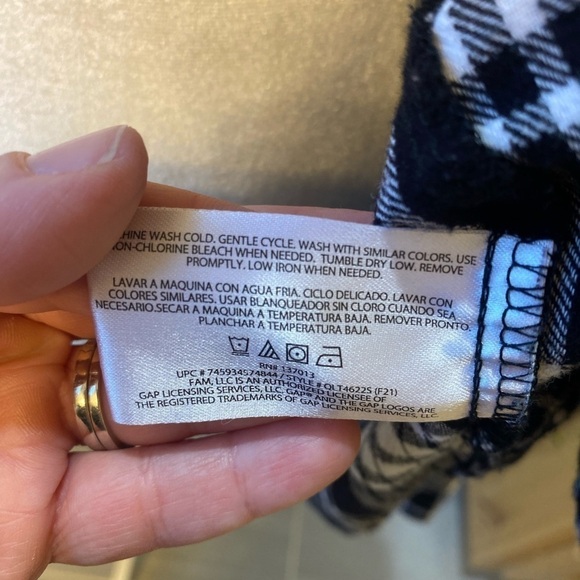 HINE WASH COLD. GENTLE CYCLE. WASH WITH SIMILAR COLORS. USE
ON-CHLORINE BLEACH WHEN NEEDED. TUMBLE DRY LOW. REMOVE
PROMPTLY. LOW IRON WHEN NEEDED.
LAVAR A MAQUINA CON AGUA FRIA. CICLO DELICADO. LAVAR CON
COLORES SIMILARES. USAR BLANQUEADOR SIN CLORO CUANDO SEA
NECESARIO.SECAR A MAQUINA A TEMPERATURA BAJA. REMOVER PRONTO.
PLANCHAR A TEMPERATURA BAJA.
RN# 137013
UPC # 745934574844 / STYLE # QLT46225 (F21)
FAM, LLC IS AN AUTHORIZED LICENSEE OF
GAP LICENSING SERVICES, LLC. GAP® AND THE GAP LOGOS ARE
THE REGISTERED TRADEMARKS OF GAP LICENSING SERVICES, LLC.